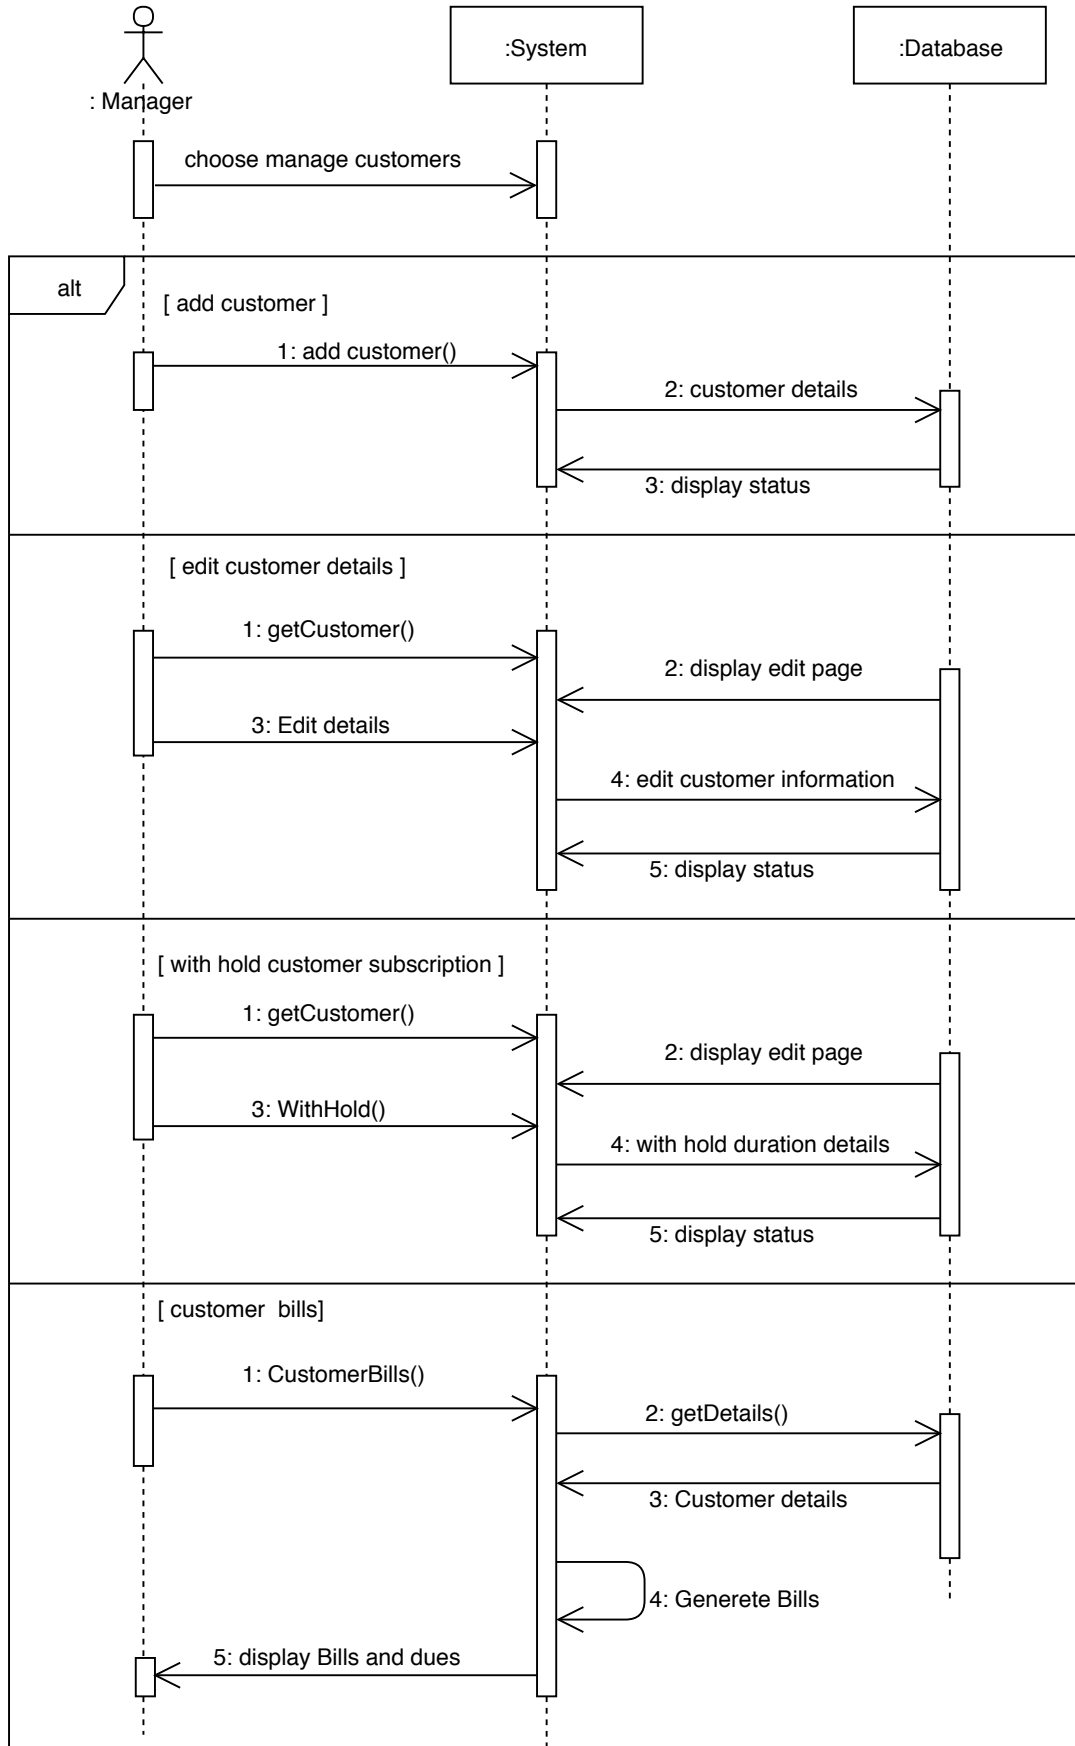 :System
:Database
: Manager
choose manage customers
alt
[ add customer ]
1: add customer()
2: customer details
3: display status
[ edit customer details ]
1: getCustomer()
2: display edit page
3: Edit details
4: edit customer information
5: display status
[ with hold customer subscription ]
1: getCustomer()
2: display edit page
3: WithHold()
4: with hold duration details
5: display status
[ customer  bills]
1: CustomerBills()
2: getDetails()
3: Customer details
4: Generete Bills
5: display Bills and dues